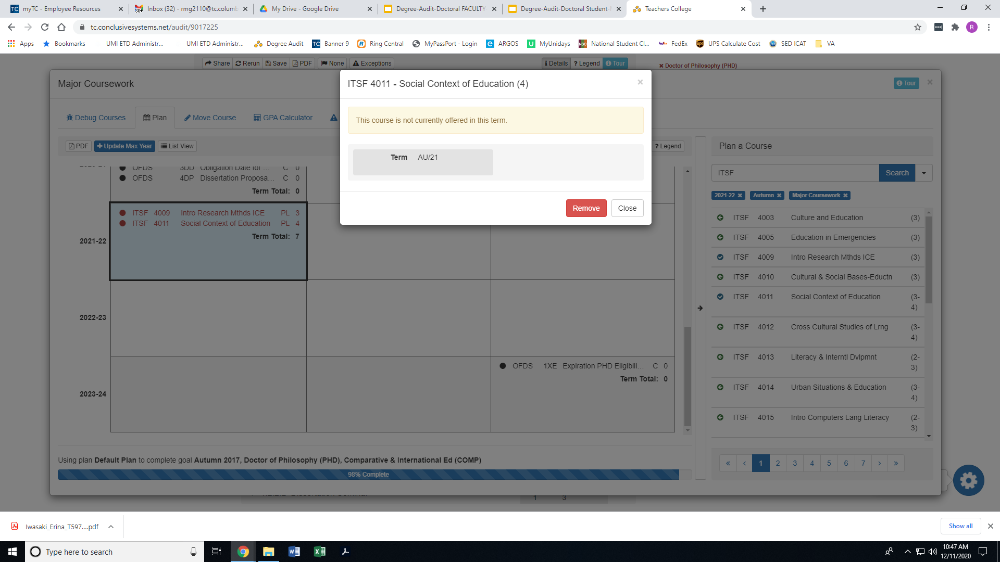 myTC - Employee Resources
Inbox (32) - rmg2110@tc.columb
My Drive - Google Drive
Degree-Audit-Doctoral FACULTY
Degree-Audit-Doctoral Student-
Teachers College
tc.conclusivesystems.net/audit/9017225
R
Apps
Bookmarks
UMI ETD Administr...
UMI ETD Administr...
Degree Audit
Banner 9
Ring Central
MyPassPort - Login
ARGOS
MyUnidays
National Student Cl...
FedEx
UPS Calculate Cost
SED ICAT
VA
Share Rerun Save PDF None Exceptions
Details ? Legend Tour
Doctor of Philosophy (PHD)
Major Coursework
Tour
Debug Courses Plan Move Course GPA Calculator
PDF Update Max Year List View
? Legend
ITSF 4011 - Social Context of Education (4)
This course is not currently offered in this term.
Term AU/21
Remove Close
OFDS 3DD Obligation Date for ... C 0
OFDS 4DP Dissertation Proposa... C 0
Term Total: 0
2021-22
ITSF 4009 Intro Research Mthds ICE PL 3
ITSF 4011 Social Context of Education PL 4
Term Total: 7
2022-23
2023-24
OFDS 1XE Expiration PHD Eligibili... C 0
Term Total: 0
Using plan Default Plan to complete goal Autumn 2017, Doctor of Philosophy (PHD), Comparative & International Ed (COMP)
98% Complete
Plan a Course
ITSF
Search
2021-22 Autumn Major Coursework
ITSF 4003 Culture and Education (3)
ITSF 4005 Education in Emergencies (3)
ITSF 4009 Intro Research Mthds ICE (3)
ITSF 4010 Cultural & Social Bases-Eductn (3)
ITSF 4011 Social Context of Education (3-4)
ITSF 4012 Cross Cultural Studies of Lrng (3-4)
ITSF 4013 Literacy & Interntl Dvlpmnt (2-3)
ITSF 4014 Urban Situations & Education (3-4)
ITSF 4015 Intro Computers Lang Literacy (2-3)
« ‹ 1 2 3 4 5 6 7 › »
1 3
Iwasaki_Erina_T597....pdf
Show all
Type here to search
10:47 AM
12/11/2020